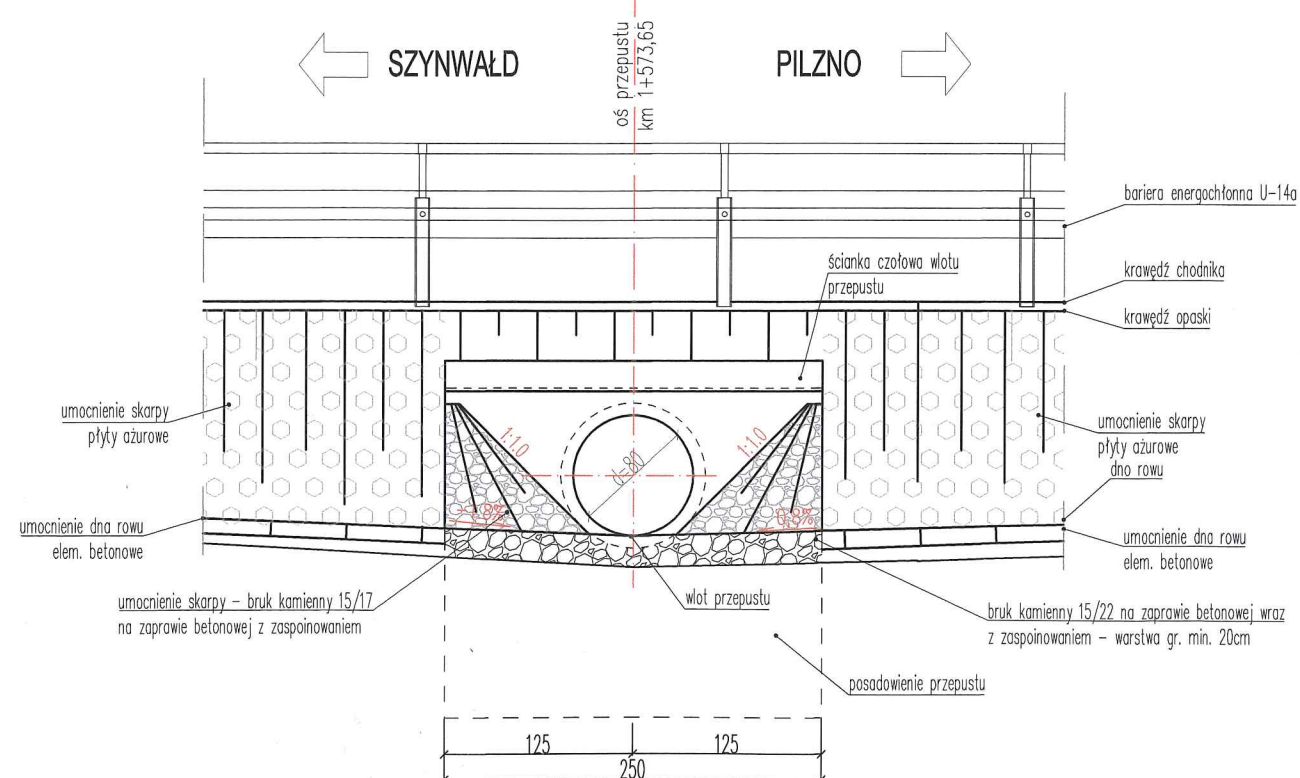 SZYNWAŁD
oś przepustu
km 1+573,65
PILZNO
bariera energochłonna U-14a
ścianka czołowa wlotu
przepustu
krawędź chodnika
krawędź opaski
umocnienie skarpy
płyty ażurowe
1:1.0
d=80
1:1.0
umocnienie skarpy
płyty ażurowe
dno rowu
umocnienie dna rowu
elem. betonowe
0,8%
umocnienie dna rowu
elem. betonowe
umocnienie skarpy - bruk kamienny 15/17
na zaprawie betonowej z zaspoinowaniem
wlot przepustu
bruk kamienny 15/22 na zaprawie betonowej wraz
z zaspoinowaniem - warstwa gr. min. 20cm
posadowienie przepustu
125
125
250